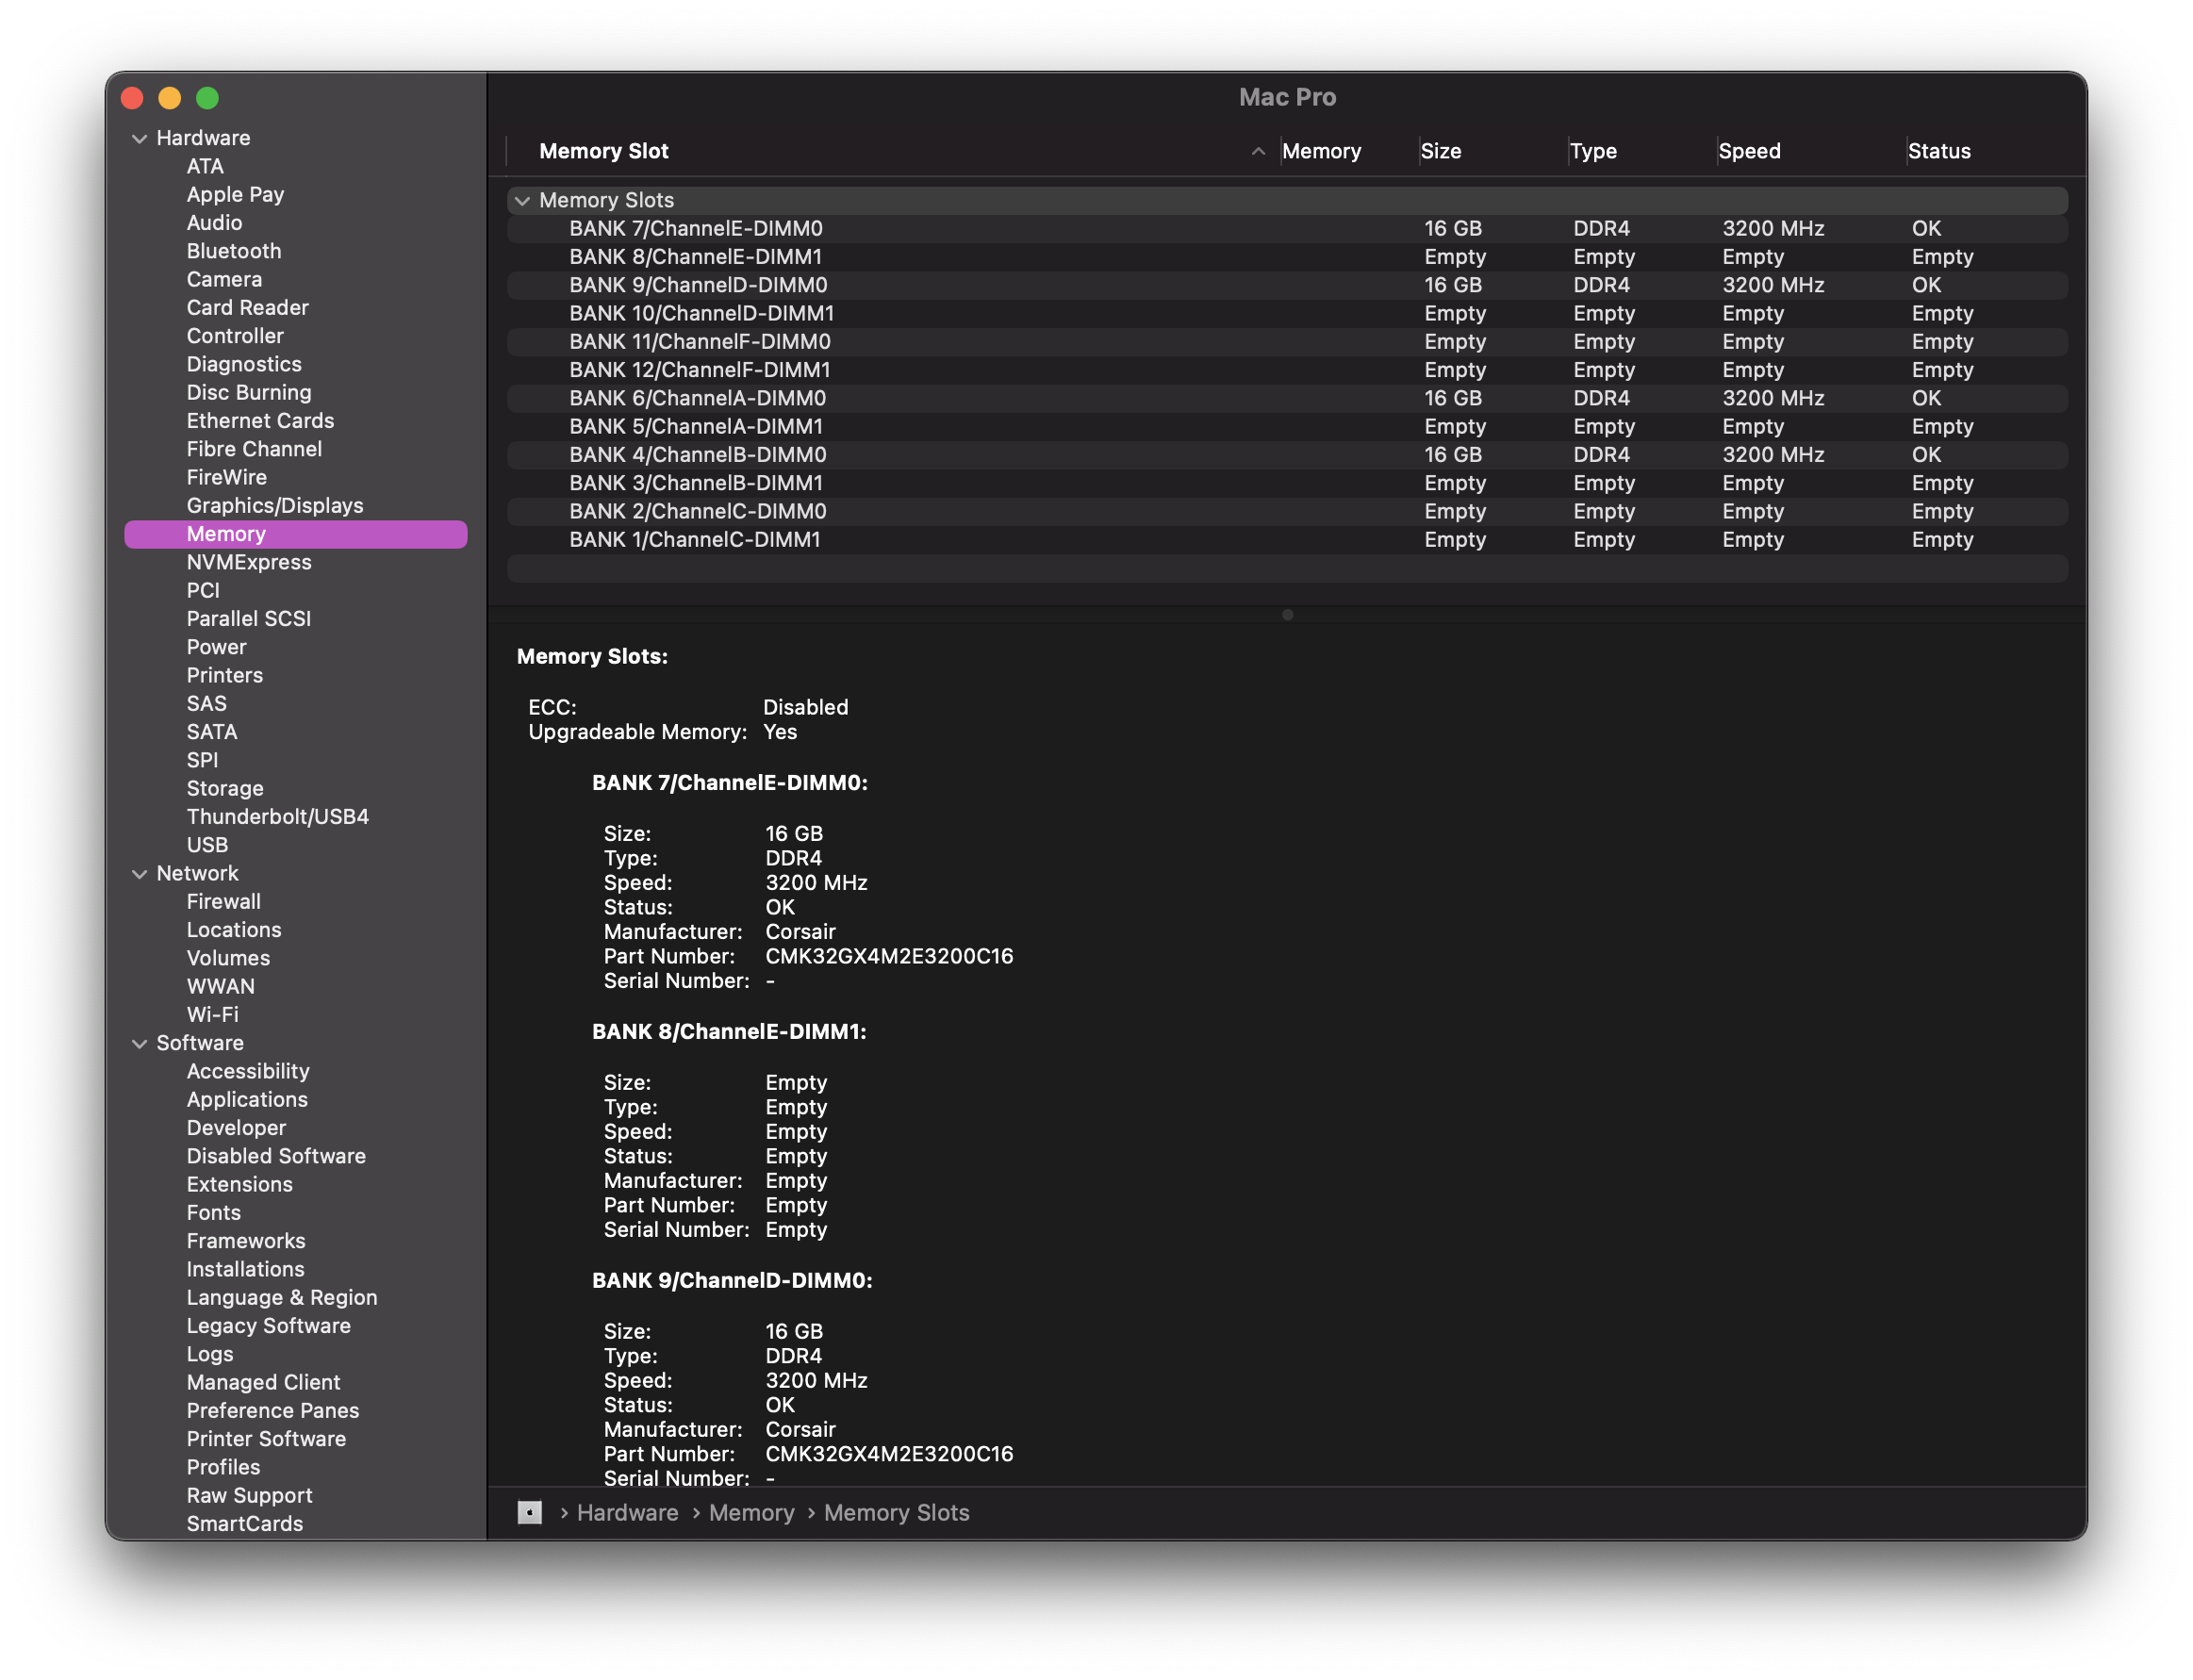 Mac Pro
Hardware
ATA
Apple Pay
Audio
Bluetooth
Camera
Card Reader
Controller
Diagnostics
Disc Burning
Ethernet Cards
Fibre Channel
FireWire
Graphics/Displays
Memory
NVMExpress
PCI
Parallel SCSI
Power
Printers
SAS
SATA
SPI
Storage
Thunderbolt/USB4
USB
Network
Firewall
Locations
Volumes
WWAN
Wi-Fi
Software
Accessibility
Applications
Developer
Disabled Software
Extensions
Fonts
Frameworks
Installations
Language & Region
Legacy Software
Logs
Managed Client
Preference Panes
Printer Software
Profiles
Raw Support
SmartCards
Memory Slot Memory Size Type Speed Status
Memory Slots
BANK 7/ChannelE-DIMM0 16 GB DDR4 3200 MHz OK
BANK 8/ChannelE-DIMM1 Empty Empty Empty Empty
BANK 9/ChannelD-DIMM0 16 GB DDR4 3200 MHz OK
BANK 10/ChannelD-DIMM1 Empty Empty Empty Empty
BANK 11/ChannelF-DIMM0 Empty Empty Empty Empty
BANK 12/ChannelF-DIMM1 Empty Empty Empty Empty
BANK 6/ChannelA-DIMM0 16 GB DDR4 3200 MHz OK
BANK 5/ChannelA-DIMM1 Empty Empty Empty Empty
BANK 4/ChannelB-DIMM0 16 GB DDR4 3200 MHz OK
BANK 3/ChannelB-DIMM1 Empty Empty Empty Empty
BANK 2/ChannelC-DIMM0 Empty Empty Empty Empty
BANK 1/ChannelC-DIMM1 Empty Empty Empty Empty
Memory Slots:
ECC: Disabled
Upgradeable Memory: Yes
BANK 7/ChannelE-DIMM0:
Size: 16 GB
Type: DDR4
Speed: 3200 MHz
Status: OK
Manufacturer: Corsair
Part Number: CMK32GX4M2E3200C16
Serial Number: -
BANK 8/ChannelE-DIMM1:
Size: Empty
Type: Empty
Speed: Empty
Status: Empty
Manufacturer: Empty
Part Number: Empty
Serial Number: Empty
BANK 9/ChannelD-DIMM0:
Size: 16 GB
Type: DDR4
Speed: 3200 MHz
Status: OK
Manufacturer: Corsair
Part Number: CMK32GX4M2E3200C16
Serial Number: -
› Hardware › Memory › Memory Slots